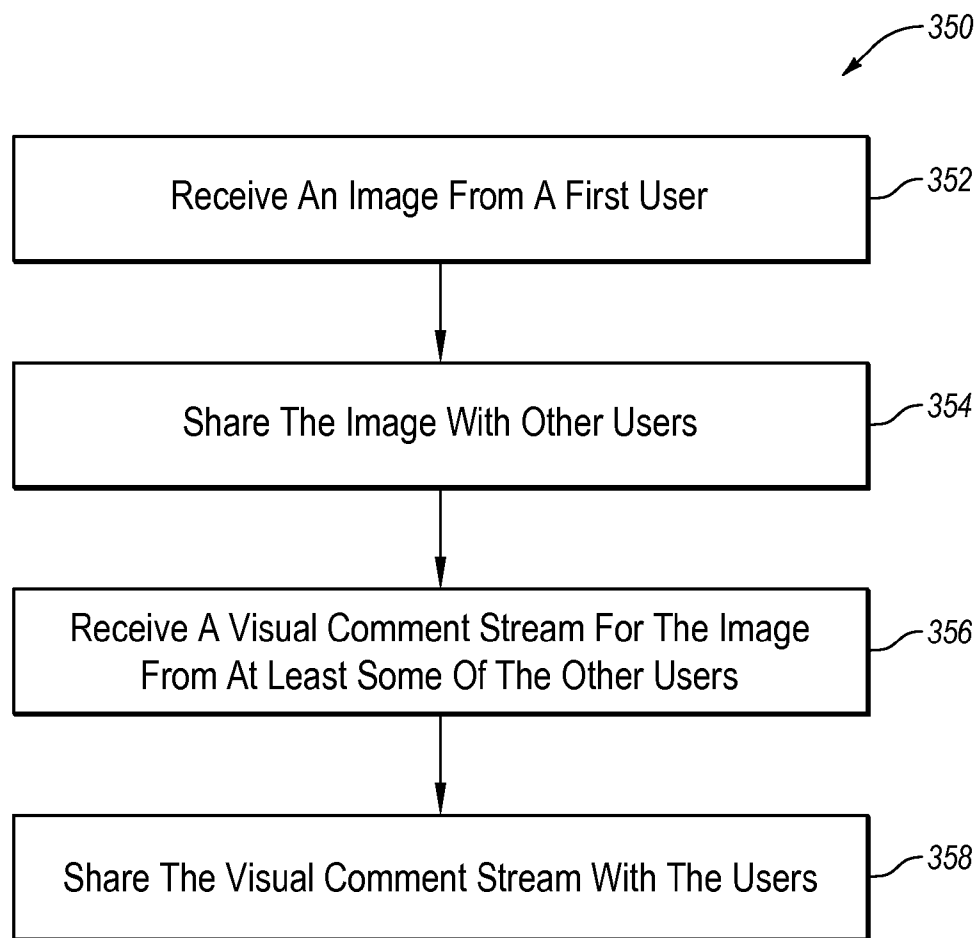 350
Receive An Image From A First User
352
Share The Image With Other Users
354
Receive A Visual Comment Stream For The Image
From At Least Some Of The Other Users
356
Share The Visual Comment Stream With The Users
358